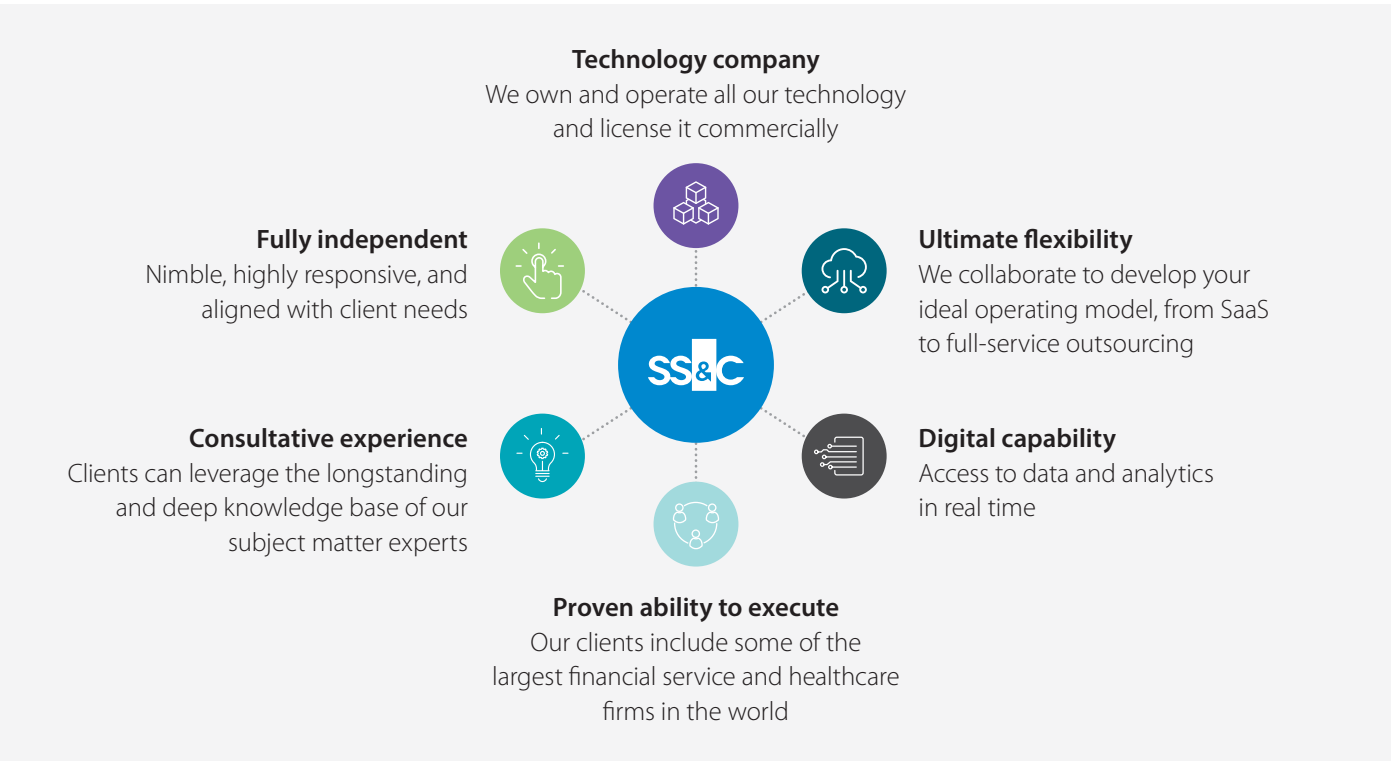 Technology company
We own and operate all our technology
and license it commercially
Fully independent
Nimble, highly responsive, and
aligned with client needs
Ultimate flexibility
We collaborate to develop your
ideal operating model, from SaaS
to full-service outsourcing
SS&C
Consultative experience
Clients can leverage the longstanding
and deep knowledge base of our
subject matter experts
Digital capability
Access to data and analytics
in real time
Proven ability to execute
Our clients include some of the
largest financial service and healthcare
firms in the world